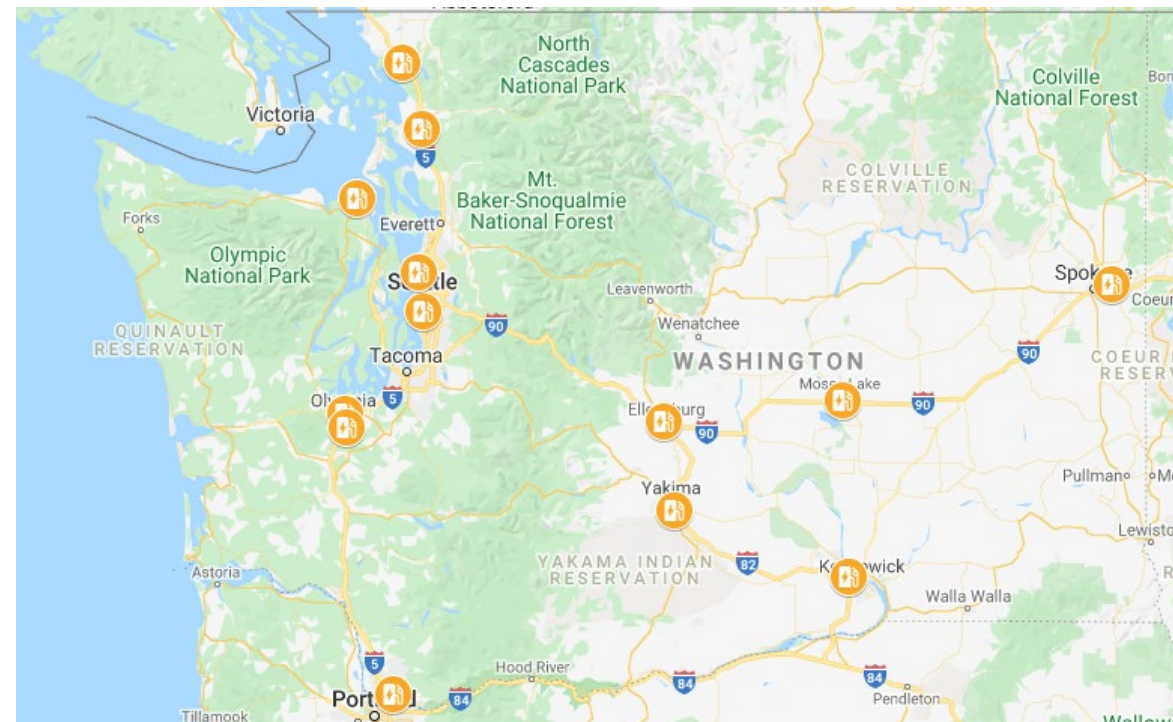 North
Cascades
National Park
Colville
National Forest
Victoria
5
COLVILLE
RESERVATION
Mt.
Baker-Snoqualmie
National Forest
Forks
Everett
Olympic
National Park
Leavenworth
90
Wenatchee
QUINAULT
RESERVATION
WASHINGTON
90
Tacoma
5
90
90
Yakima
Pullman
YAKAMA INDIAN
RESERVATION
82
Astoria
Walla Walla
Hood River
5
84
84
84
Pendleton
Tillamook